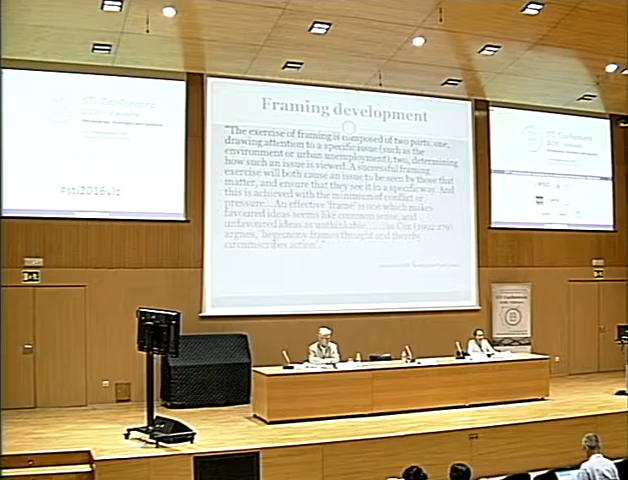 STI Conference
2016 · València
#sti2016vlc
Framing development
"The exercise of framing is composed of two parts: one,
drawing attention to a specific issue (such as the
environment or urban unemployment); two, determining
how such an issue is viewed. A successful framing
exercise will both cause an issue to be seen by those that
matter, and ensure that they see it in a specific way. And
this is achieved with the minimum of conflict or
pressure. . . An effective 'frame' is one which makes
favoured ideas seems like common sense, and
unfavoured ideas as unthinkable. . . . . as Cox (1992:179)
argues, 'hegemony frames thought and thereby
circumscribes action'."
STI Conference
STI Conference